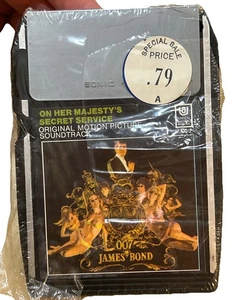 SPECIAL SALE
PRICE
.79
A
ON HER MAJESTY'S
SECRET SERVICE
ORIGINAL MOTION PICTURE
SOUNDTRACK
007
JAMES BOND